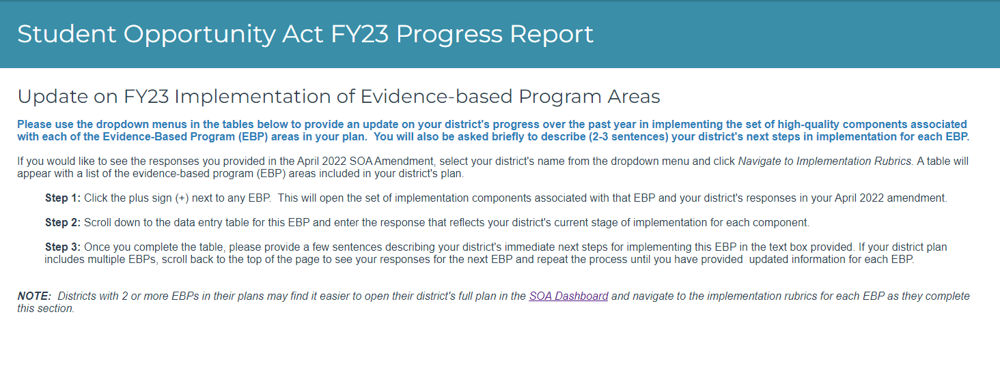 Student Opportunity Act FY23 Progress Report
Update on FY23 Implementation of Evidence-based Program Areas
Please use the dropdown menus in the tables below to provide an update on your district's progress over the past year in implementing the set of high-quality components associated
with each of the Evidence-Based Program (EBP) areas in your plan.  You will also be asked briefly to describe (2-3 sentences) your district's next steps in implementation for each EBP.
If you would like to see the responses you provided in the April 2022 SOA Amendment, select your district's name from the dropdown menu and click Navigate to Implementation Rubrics. A table will
appear with a list of the evidence-based program (EBP) areas included in your district's plan.
Step 1: Click the plus sign (+) next to any EBP.  This will open the set of implementation components associated with that EBP and your district's responses in your April 2022 amendment.
Step 2: Scroll down to the data entry table for this EBP and enter the response that reflects your district's current stage of implementation for each component.
Step 3: Once you complete the table, please provide a few sentences describing your district's immediate next steps for implementing this EBP in the text box provided. If your district plan
includes multiple EBPs, scroll back to the top of the page to see your responses for the next EBP and repeat the process until you have provided  updated information for each EBP.
NOTE:  Districts with 2 or more EBPs in their plans may find it easier to open their district's full plan in the SOA Dashboard and navigate to the implementation rubrics for each EBP as they complete
this section.